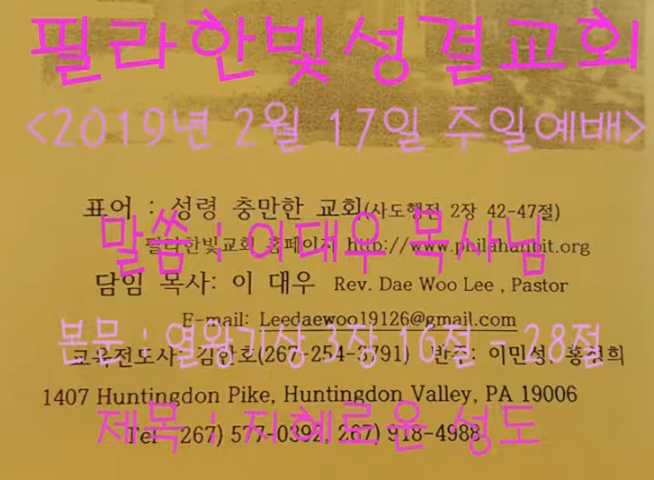 필라한빛성결교회
<2019년 2월 17일 주일예배>
표어 : 성령 충만한 교회(사도행전 2장 42-47절)
말씀 : 이대우 목사님
필라한빛교회 홈페이지 http://www.philahanbit.org
담임 목사: 이 대우 Rev. Dae Woo Lee , Pastor
E-mail: Leedaewoo19126@gmail.com
본문 : 열왕기상 3장 16절 - 28절
교육전도사: 김한호(267-254-3791) 반주: 이민성, 홍
1407 Huntingdon Pike, Huntingdon Valley, PA 19006
제목 : 지혜로운 성도
Tel 267) 577-0392, 267) 918-4988